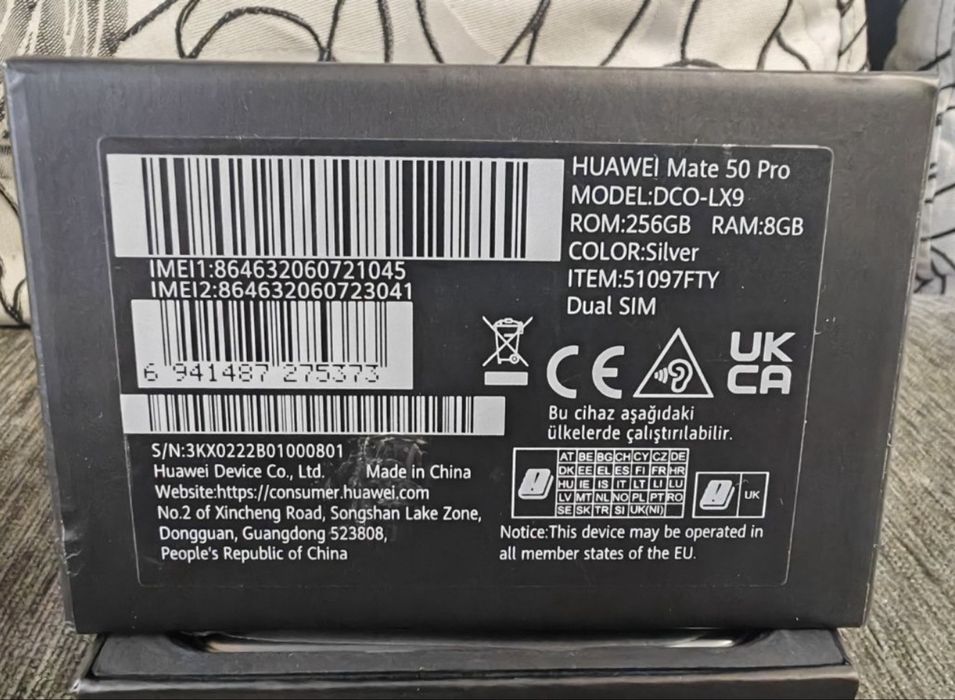 HUAWEI Mate 50 Pro
MODEL:DCO-LX9
ROM:256GB RAM:8GB
COLOR:Silver
ITEM:51097FTY
Dual SIM
IMEI1:864632060721045
IMEI2:864632060723041
6 941487 275373
CE
UK
CA
Bu cihaz aşağıdaki
ülkelerde çalıştırılabilir.
AT BE BG CH CY CZ DE
DK EE EL ES FI FR HR
HU IE IS IT LT LI LU
LV MT NL NO PL PT RO
SE SK TR SI UK(NI)
UK
Notice:This device may be operated in
all member states of the EU.
S/N:3KX0222B01000801
Huawei Device Co., Ltd. Made in China
Website:https://consumer.huawei.com
No.2 of Xincheng Road, Songshan Lake Zone,
Dongguan, Guangdong 523808,
People's Republic of China